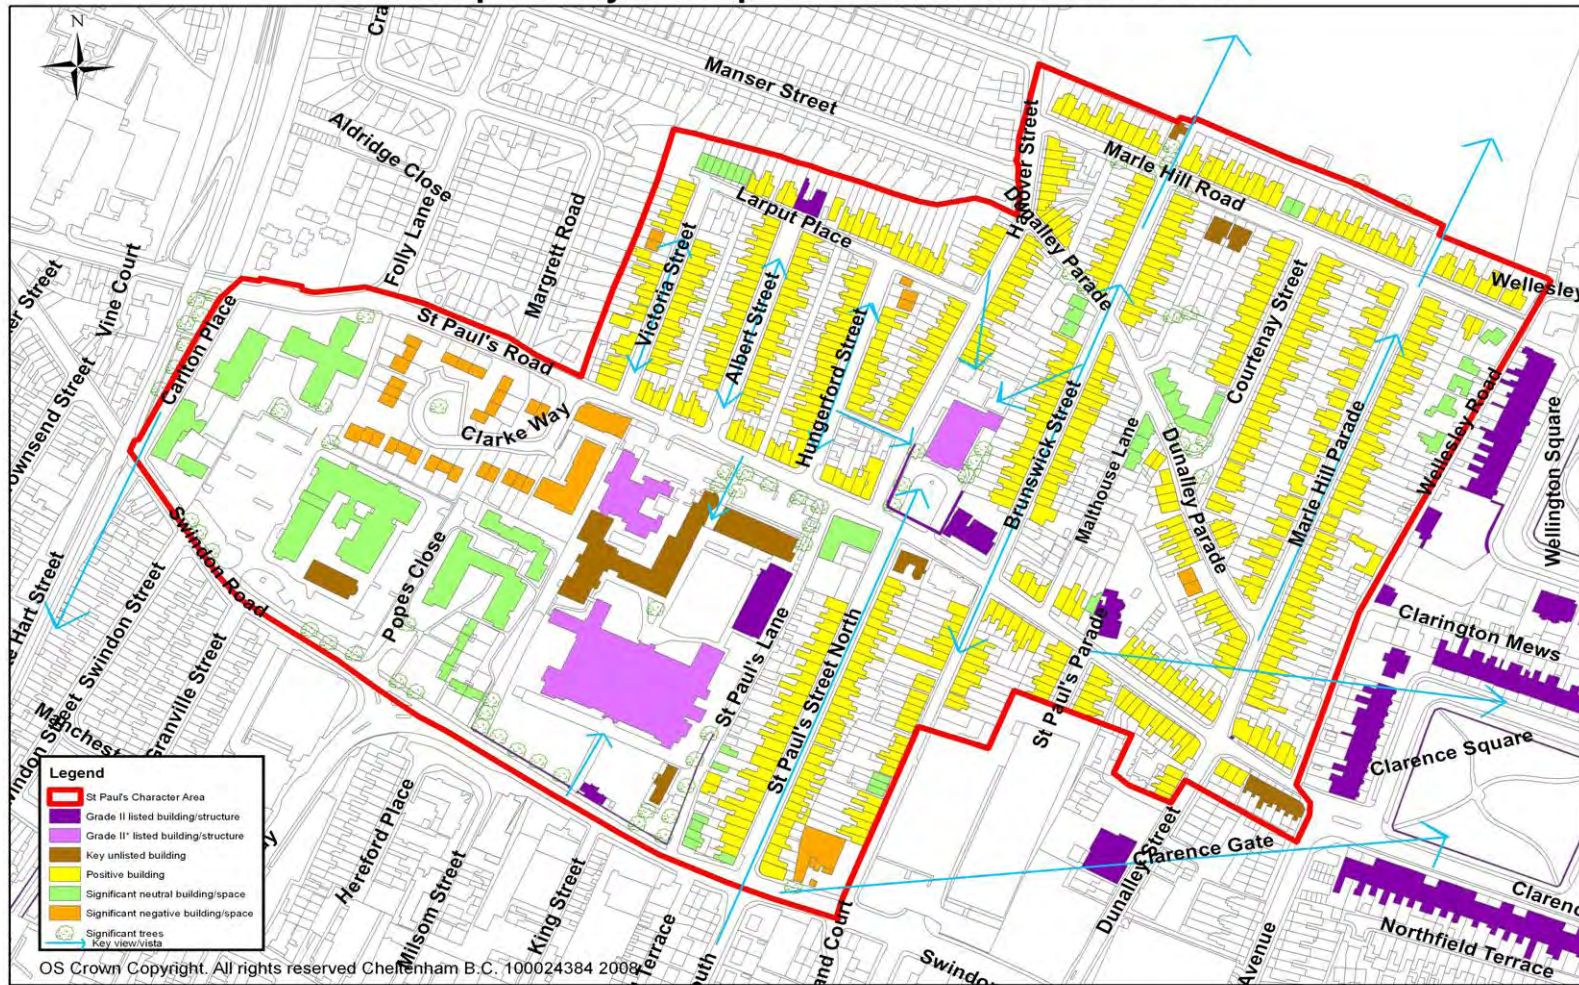 N
Manser Street
Aldridge Close
Folly Lane
Margrett Road
Vine Court
Carlton Place
St Paul's Road
Clarke Way
Victoria Street
Albert Street
Larput Place
Hungerford Street
Hanover Street
Dunalley Parade
Marle Hill Road
Courtenay Street
Wellesley
Brunswick Street
Malthouse Lane
Dunalley Parade
Marle Hill Parade
Wellesley Road
Wellington Square
Clarington Mews
Clarence Square
St Paul's Parade
St Paul's Street North
St Paul's Lane
Popes Close
Swindon Road
Townsend Street
Hart Street
Swindon Street
Granville Street
Hereford Place
Milsom Street
King Street
Terrace
Clarence Gate
Dunalley Street
Avenue
Northfield Terrace
Legend
St Paul's Character Area
Grade II listed building/structure
Grade II* listed building/structure
Key unlisted building
Positive building
Significant neutral building/space
Significant negative building/space
Significant trees
Key view/vista
OS Crown Copyright. All rights reserved Cheltenham B.C. 100024384 2008